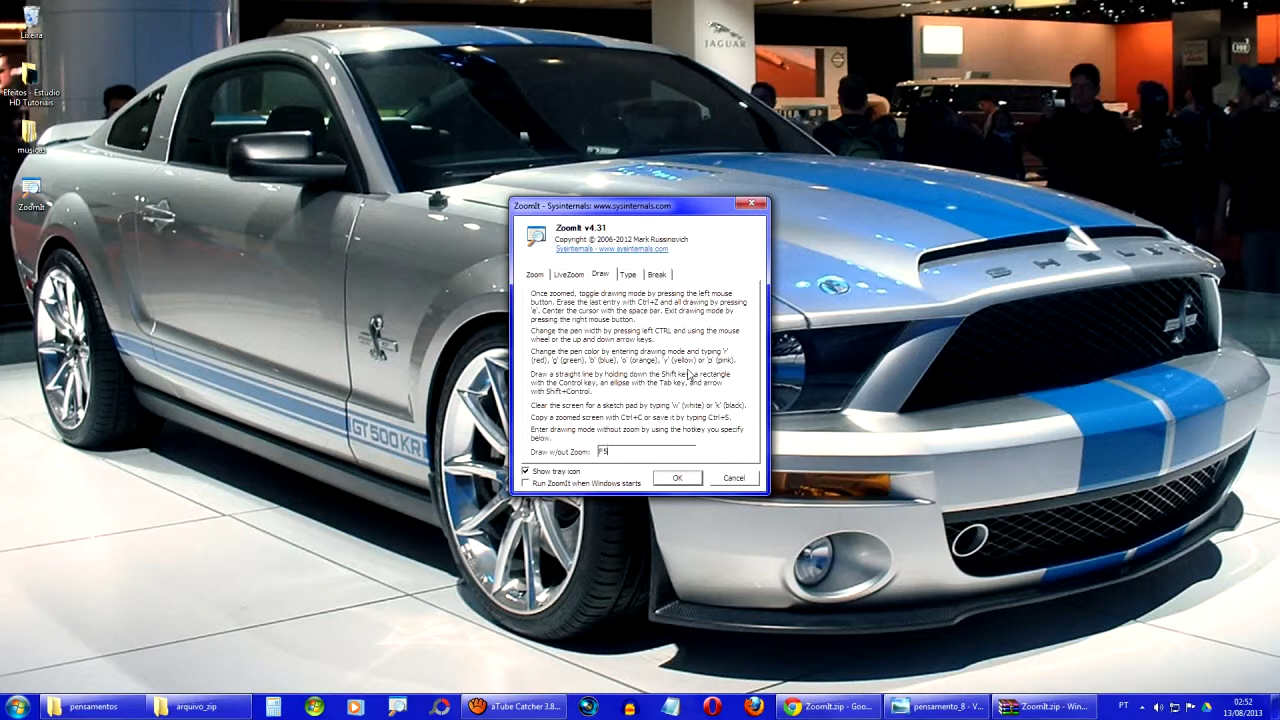 Lixeira
Efeitos - Estudio
HD Tutoriais
musicas
ZoomIt
JAGUAR
SHELBY
GT 500KR
ZoomIt - Sysinternals: www.sysinternals.com
ZoomIt v4.31
Copyright © 2006-2012 Mark Russinovich
Sysinternals - www.sysinternals.com
Zoom LiveZoom Draw Type Break
Once zoomed, toggle drawing mode by pressing the left mouse
button. Erase the last entry with Ctrl+Z and all drawing by pressing
'e'. Center the cursor with the space bar. Exit drawing mode by
pressing the right mouse button.
Change the pen width by pressing left CTRL and using the mouse
wheel or the up and down arrow keys.
Change the pen color by entering drawing mode and typing 'r'
(red), 'g' (green), 'b' (blue), 'o' (orange), 'y' (yellow) or 'p' (pink).
Draw a straight line by holding down the Shift key, a rectangle
with the Control key, an ellipse with the Tab key, and arrow
with Shift+Control.
Clear the screen for a sketch pad by typing 'w' (white) or 'k' (black).
Copy a zoomed screen with Ctrl+C or save it by typing Ctrl+S.
Enter drawing mode without zoom by using the hotkey you specify
below.
Draw w/out Zoom: F5
Show tray icon
Run ZoomIt when Windows starts
OK Cancel
pensamentos
arquivo_zip
aTube Catcher 3.8...
ZoomIt.zip - Goo...
pensamento_8 - V...
ZoomIt.zip - Win...
PT
02:52
13/08/2013